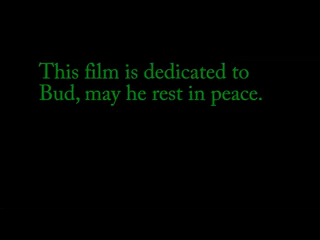 This film is dedicated to
Bud, may he rest in peace.